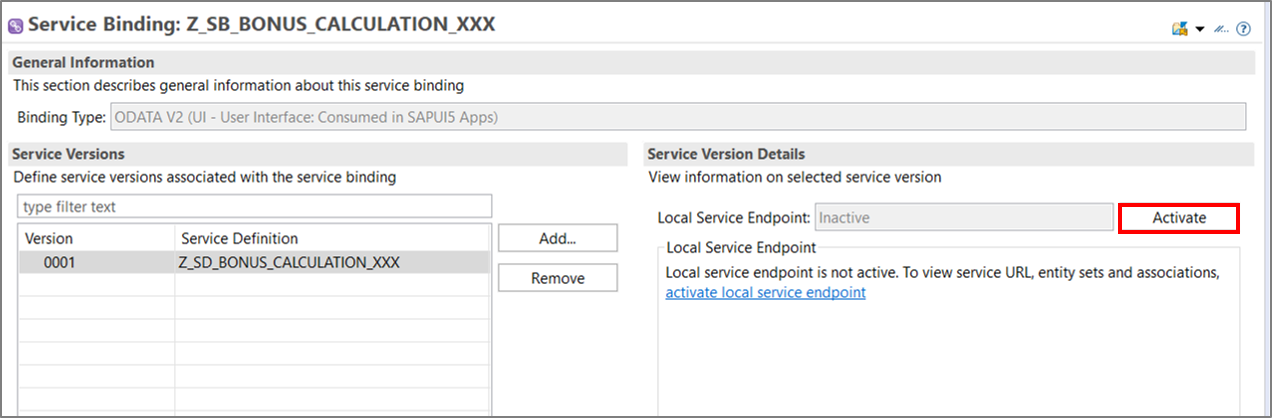 Service Binding: Z_SB_BONUS_CALCULATION_XXX
General Information
This section describes general information about this service binding
Binding Type: ODATA V2 (UI - User Interface: Consumed in SAPUI5 Apps)
Service Versions
Define service versions associated with the service binding
type filter text
Version Service Definition
0001 Z_SD_BONUS_CALCULATION_XXX
Add...
Remove
Service Version Details
View information on selected service version
Local Service Endpoint: Inactive Activate
Local Service Endpoint
Local service endpoint is not active. To view service URL, entity sets and associations,
activate local service endpoint